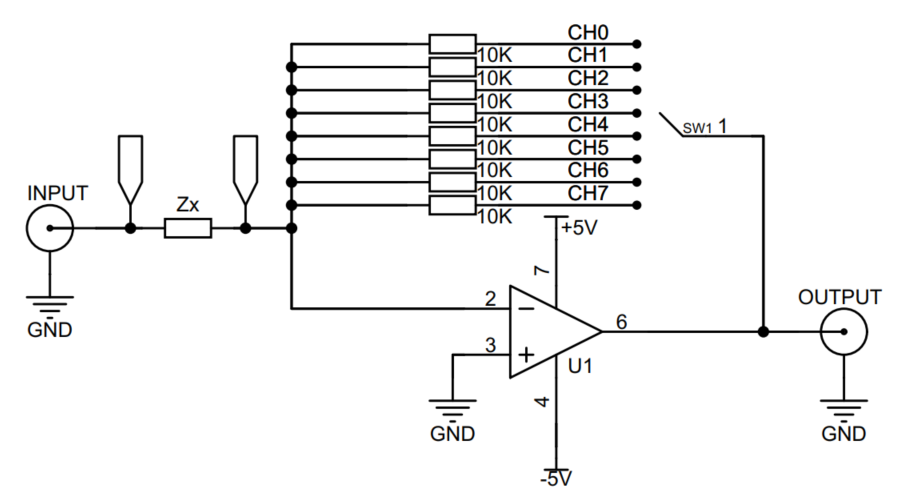 CH0
10K
CH1
10K
CH2
10K
CH3
10K
CH4
10K
SW1 1
CH5
10K
CH6
10K
CH7
10K
INPUT
Zx
+5V
7
2
6
3
U1
4
OUTPUT
GND
GND
GND
-5V